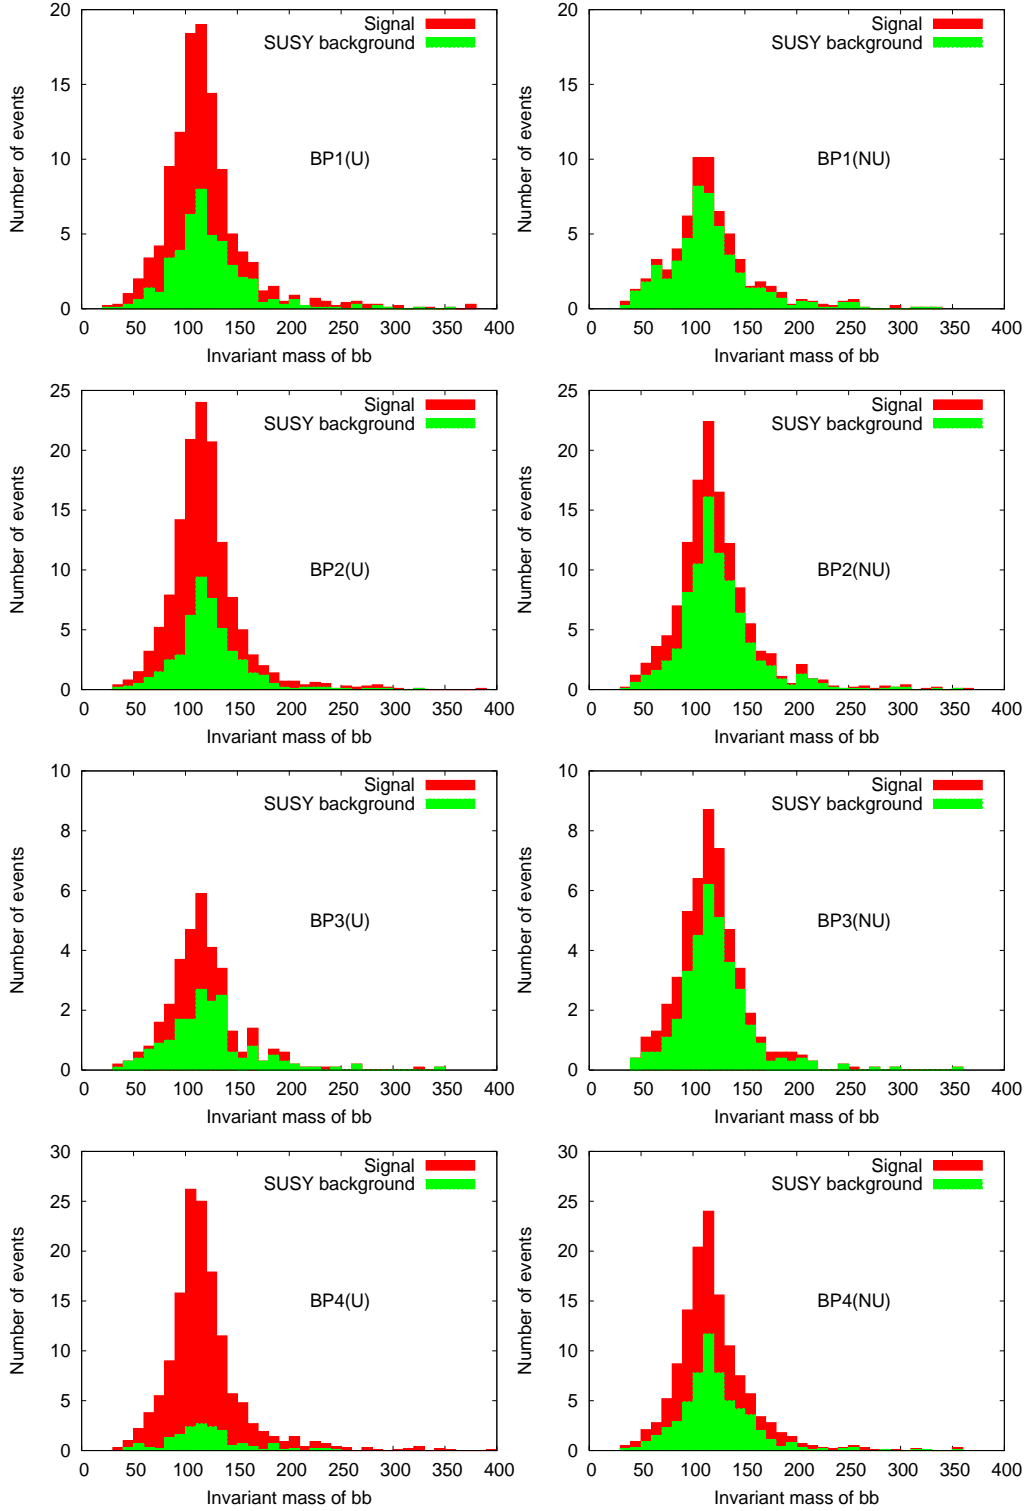 Signal
SUSY background
BP1(U)
Number of events
0
5
10
15
20
0 50 100 150 200 250 300 350 400
Invariant mass of bb
Signal
SUSY background
BP1(NU)
Number of events
0
5
10
15
20
0 50 100 150 200 250 300 350 400
Invariant mass of bb
Signal
SUSY background
BP2(U)
Number of events
0
5
10
15
20
25
0 50 100 150 200 250 300 350 400
Invariant mass of bb
Signal
SUSY background
BP2(NU)
Number of events
0
5
10
15
20
25
0 50 100 150 200 250 300 350 400
Invariant mass of bb
Signal
SUSY background
BP3(U)
Number of events
0
2
4
6
8
10
0 50 100 150 200 250 300 350 400
Invariant mass of bb
Signal
SUSY background
BP3(NU)
Number of events
0
2
4
6
8
10
0 50 100 150 200 250 300 350 400
Invariant mass of bb
Signal
SUSY background
BP4(U)
Number of events
0
5
10
15
20
25
30
0 50 100 150 200 250 300 350 400
Invariant mass of bb
Signal
SUSY background
BP4(NU)
Number of events
0
5
10
15
20
25
30
0 50 100 150 200 250 300 350 400
Invariant mass of bb